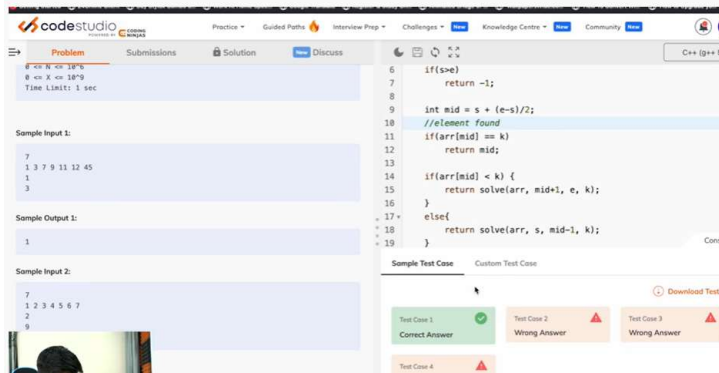 codestudio
POWERED BY CODING NINJAS
Practice
Guided Paths
Interview Prep
Challenges New
Knowledge Centre New
Community New
Problem
Submissions
Solution
New Discuss
C++ (g++
0 <= N <= 10^6
0 <= X <= 10^9
Time Limit: 1 sec
Sample Input 1:
7
1 3 7 9 11 12 45
1
3
Sample Output 1:
1
Sample Input 2:
7
1 2 3 4 5 6 7
2
9
6 if(s>e)
7 return -1;
8
9 int mid = s + (e-s)/2;
10 //element found
11 if(arr[mid] == k)
12 return mid;
13
14 if(arr[mid] < k) {
15 return solve(arr, mid+1, e, k);
16 }
17 else{
18 return solve(arr, s, mid-1, k);
19 }
Cons
Sample Test Case
Custom Test Case
Download Test
Test Case 1
Correct Answer
Test Case 2
Wrong Answer
Test Case 3
Wrong Answer
Test Case 4